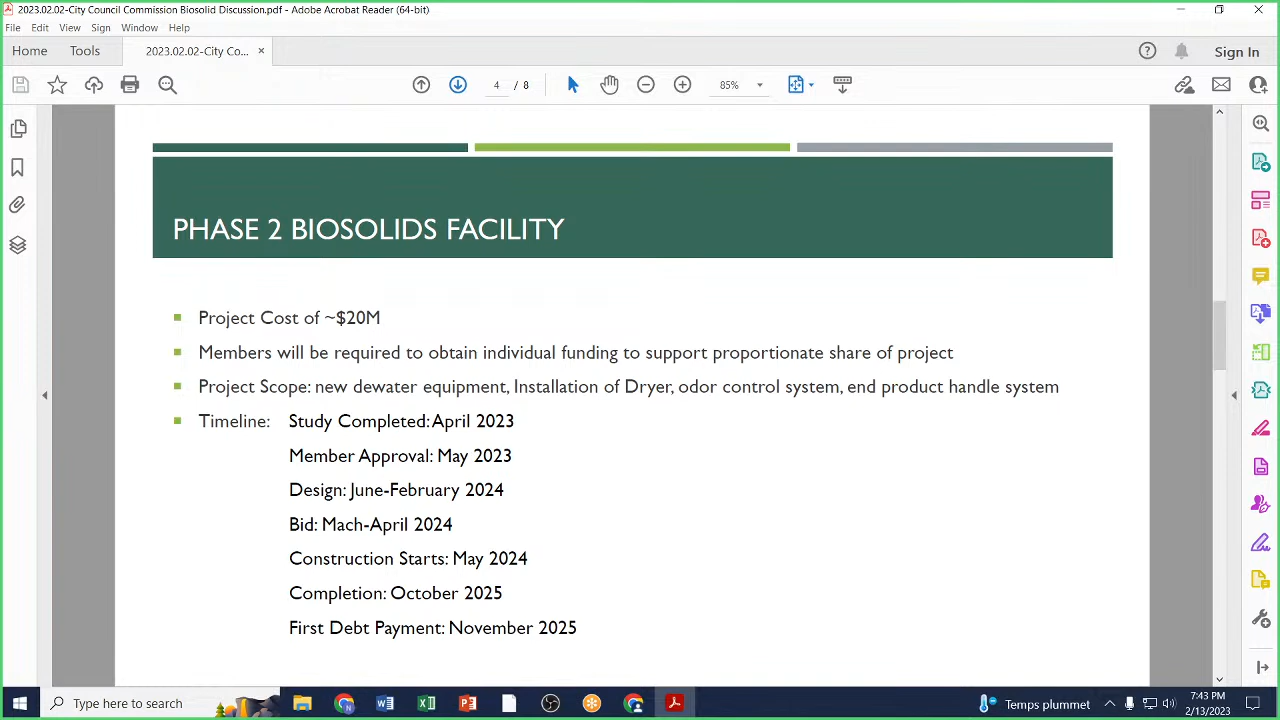 2023.02.02-City Council Commission Biosolid Discussion.pdf - Adobe Acrobat Reader (64-bit)
File Edit View Sign Window Help
Home Tools 2023.02.02-City Co... × Sign In
4 / 8 85%
PHASE 2 BIOSOLIDS FACILITY
Project Cost of ~$20M
Members will be required to obtain individual funding to support proportionate share of project
Project Scope: new dewater equipment, Installation of Dryer, odor control system, end product handle system
Timeline: Study Completed: April 2023
Member Approval: May 2023
Design: June-February 2024
Bid: Mach-April 2024
Construction Starts: May 2024
Completion: October 2025
First Debt Payment: November 2025
Type here to search
Temps plummet
7:43 PM
2/13/2023